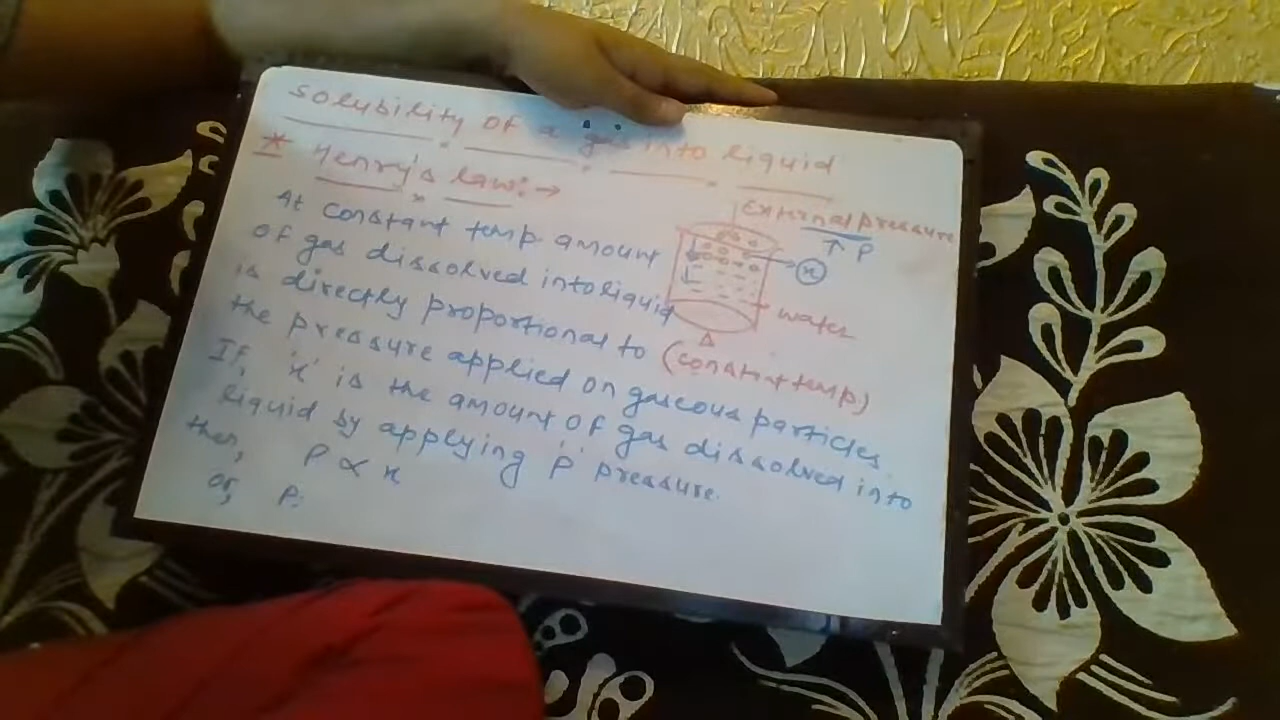 Solubility of a gas into liquid
* Henry's law:→
At constant temp. amount
of gas dissolved into liquid
is directly proportional to
the pressure applied on gaseous particles
If, 'x' is the amount of gas dissolved into
liquid by applying 'p' pressure.
then, P ∝ x
or, P:
External pressure
↑ P
x
water
Δ
(constant temp)